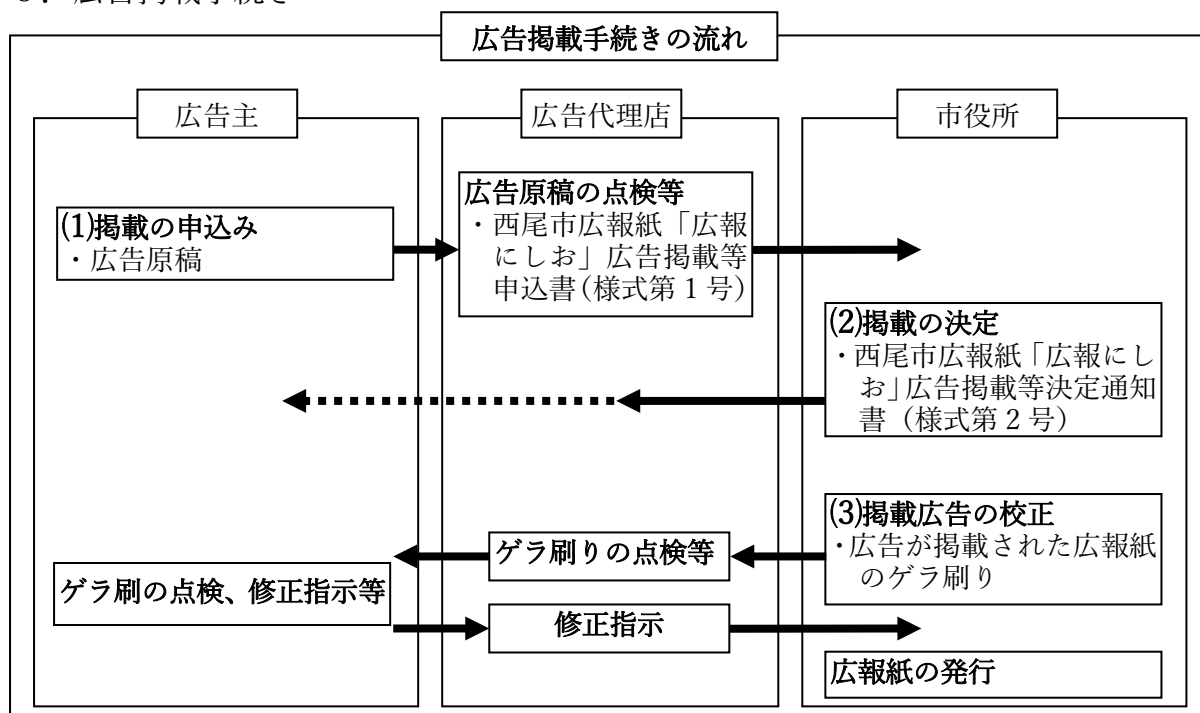 広告掲載手続きの流れ
広告主
広告代理店
市役所
広告原稿の点検等
・西尾市広報紙「広報
にしお」広告掲載等
申込書(様式第1号)
⑴掲載の申込み
・広告原稿
⑵掲載の決定
・西尾市広報紙「広報にし
お」広告掲載等決定通知
書(様式第2号)
⑶掲載広告の校正
・広告が掲載された広報紙
のゲラ刷り
ゲラ刷りの点検等
ゲラ刷の点検、修正指示等
修正指示
広報紙の発行